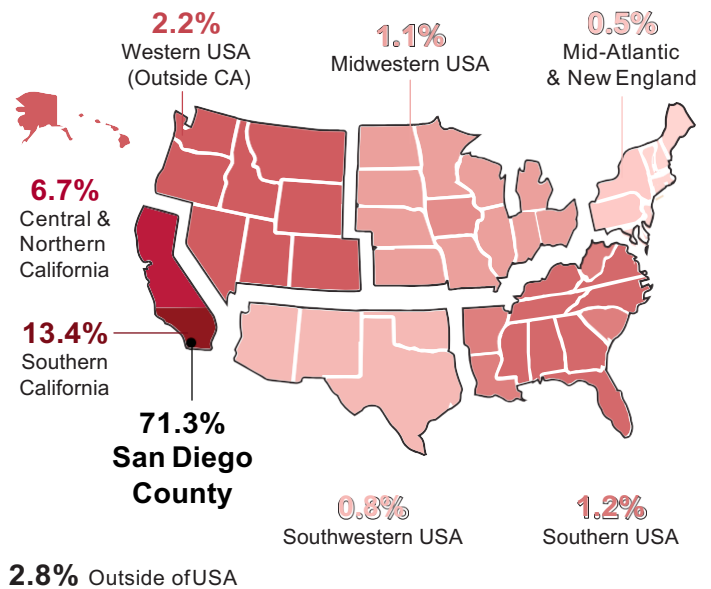 2.2%
Western USA
(Outside CA)
1.1%
Midwestern USA
0.5%
Mid-Atlantic
& New England
6.7%
Central &
Northern
California
13.4%
Southern
California
71.3%
San Diego
County
0.8%
Southwestern USA
1.2%
Southern USA
2.8% Outside ofUSA